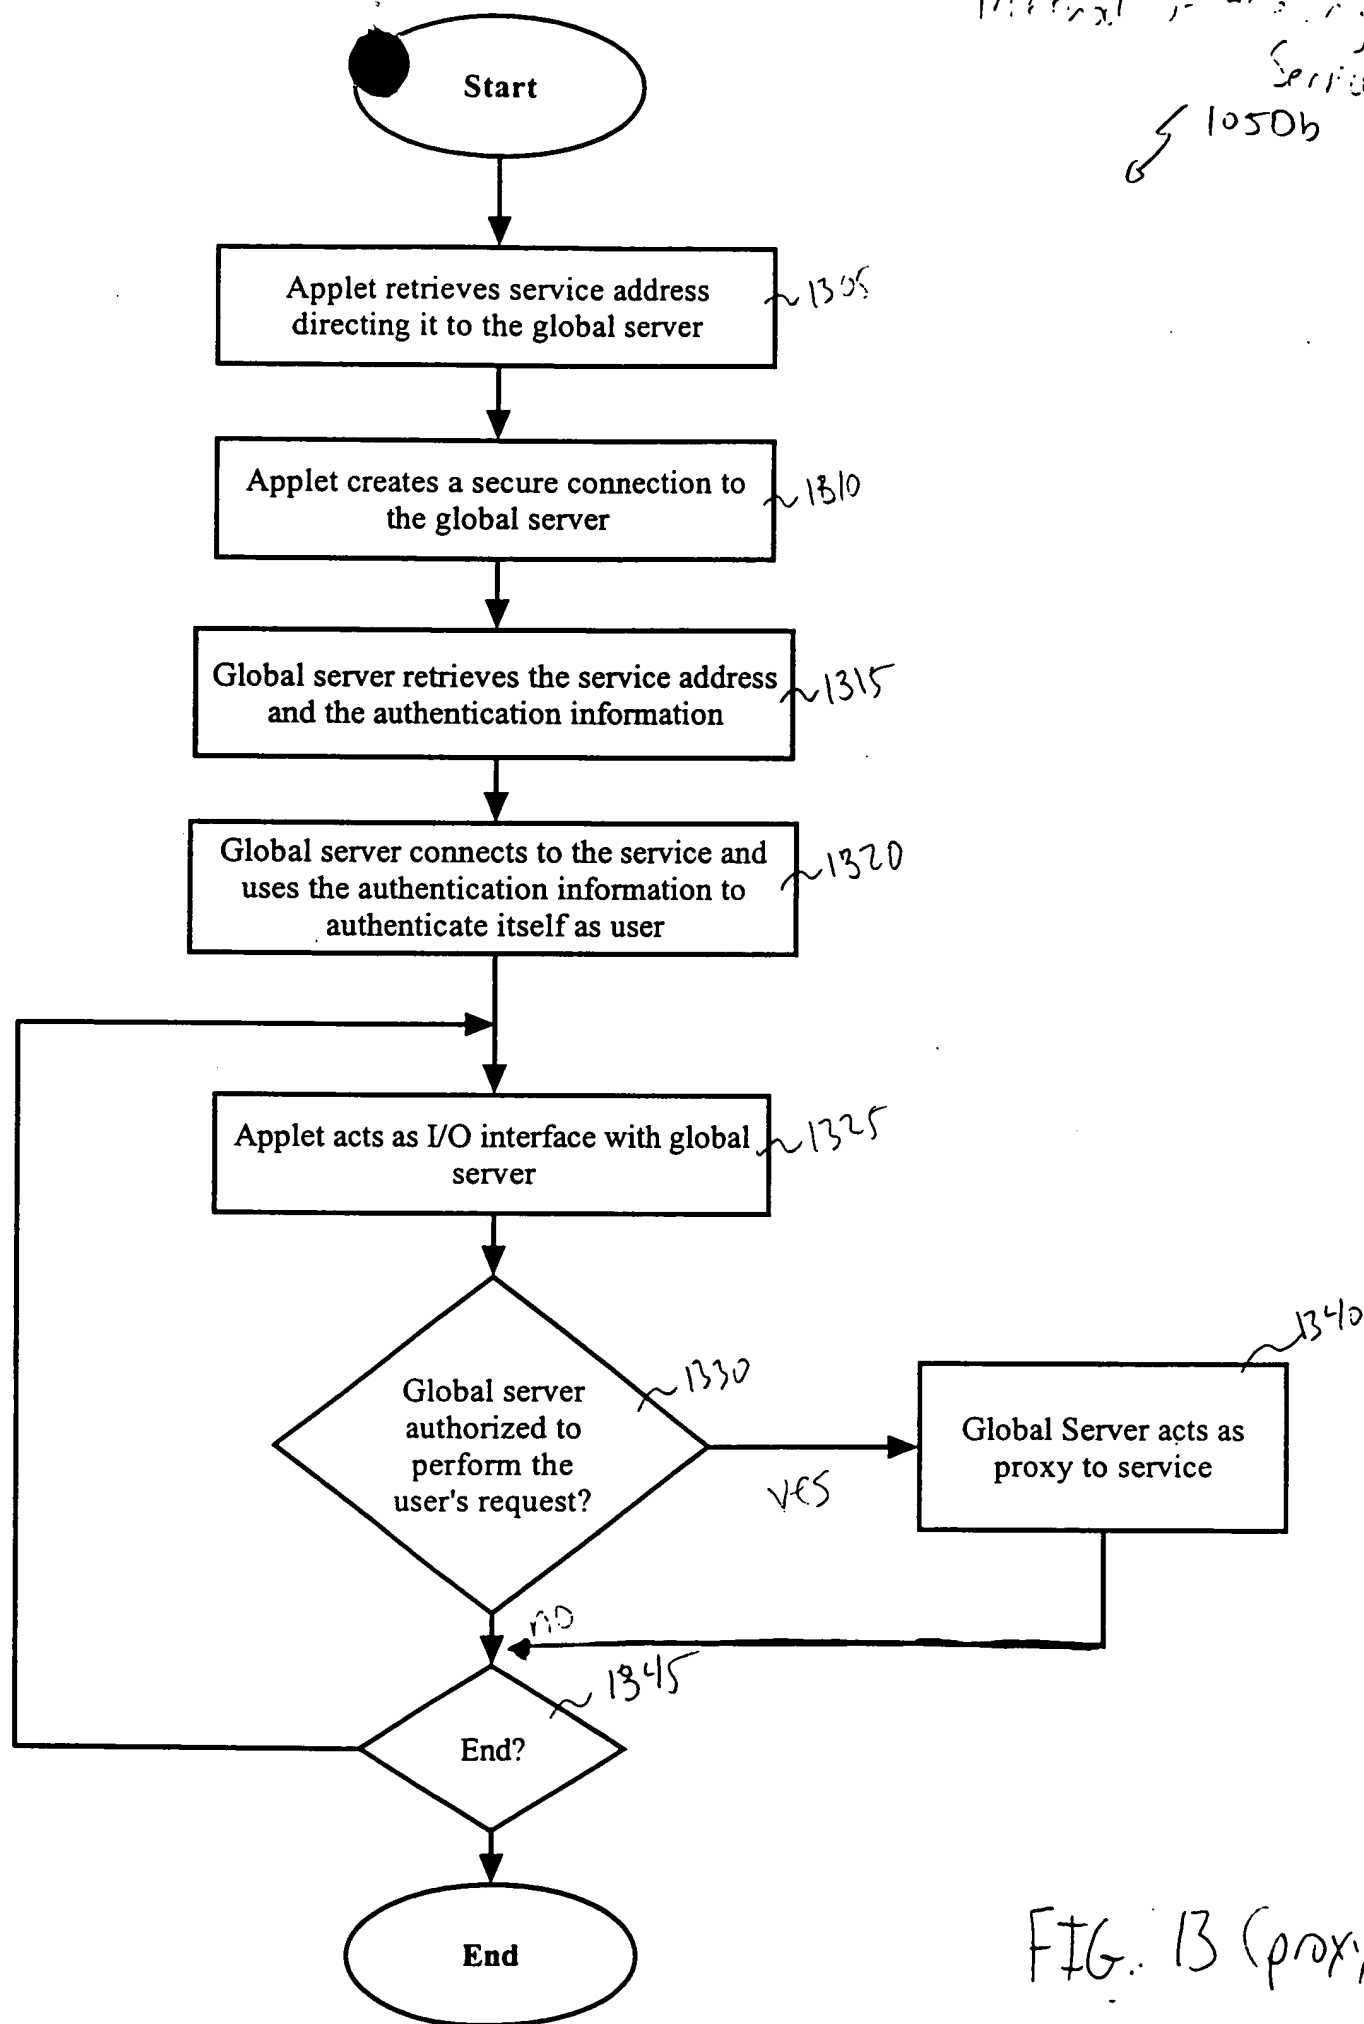 Start
1050b
Applet retrieves service address
directing it to the global server
1305
Applet creates a secure connection to
the global server
1310
Global server retrieves the service address
and the authentication information
1315
Global server connects to the service and
uses the authentication information to
authenticate itself as user
1320
Applet acts as I/O interface with global
server
1325
Global server
authorized to
perform the
user's request?
1330
yes
1340
Global Server acts as
proxy to service
no
1345
End?
End
FIG. 13 (proxy